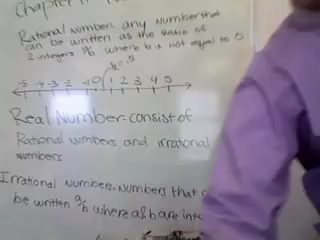 Chapter 1
Rational Number: any number that
can be written as the ratio of
2 integers a/b where b is not equal to 0
-5 -4 -3 -2 -1 0 1 2 3 4 5
Real Number-consist of
Rational numbers and irrational
numbers
Irrational numbers-Numbers that
be written a/b where a & b are int